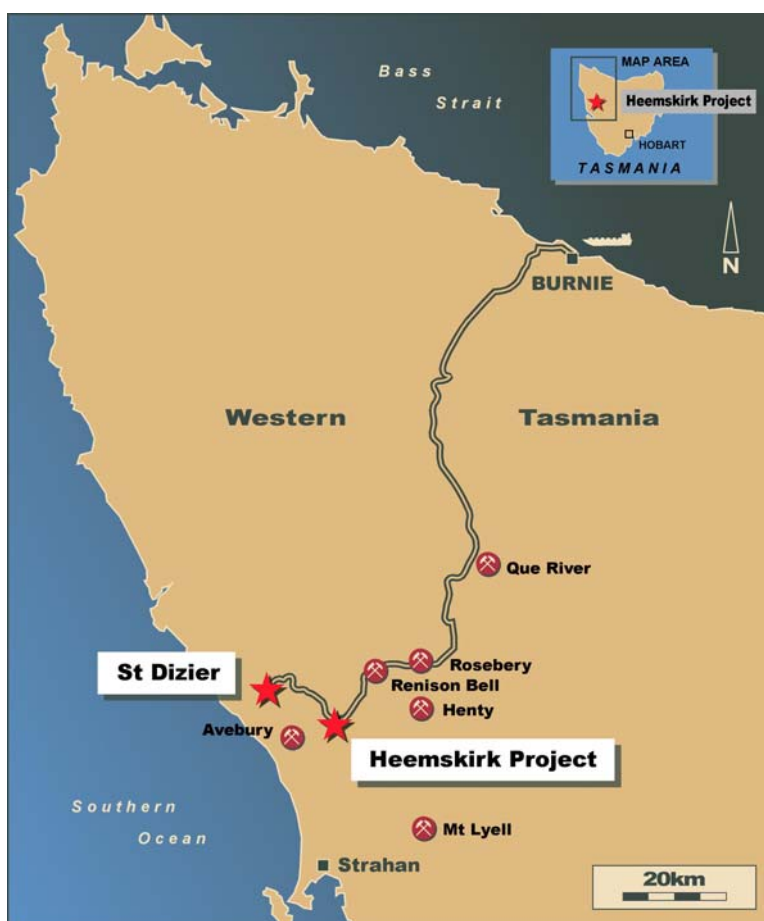 Bass
Strait
MAP AREA
Heemskirk Project
HOBART
TASMANIA
N
BURNIE
Western
Tasmania
Que River
St Dizier
Rosebery
Renison Bell
Henty
Avebury
Heemskirk Project
Southern
Ocean
Mt Lyell
Strahan
20km